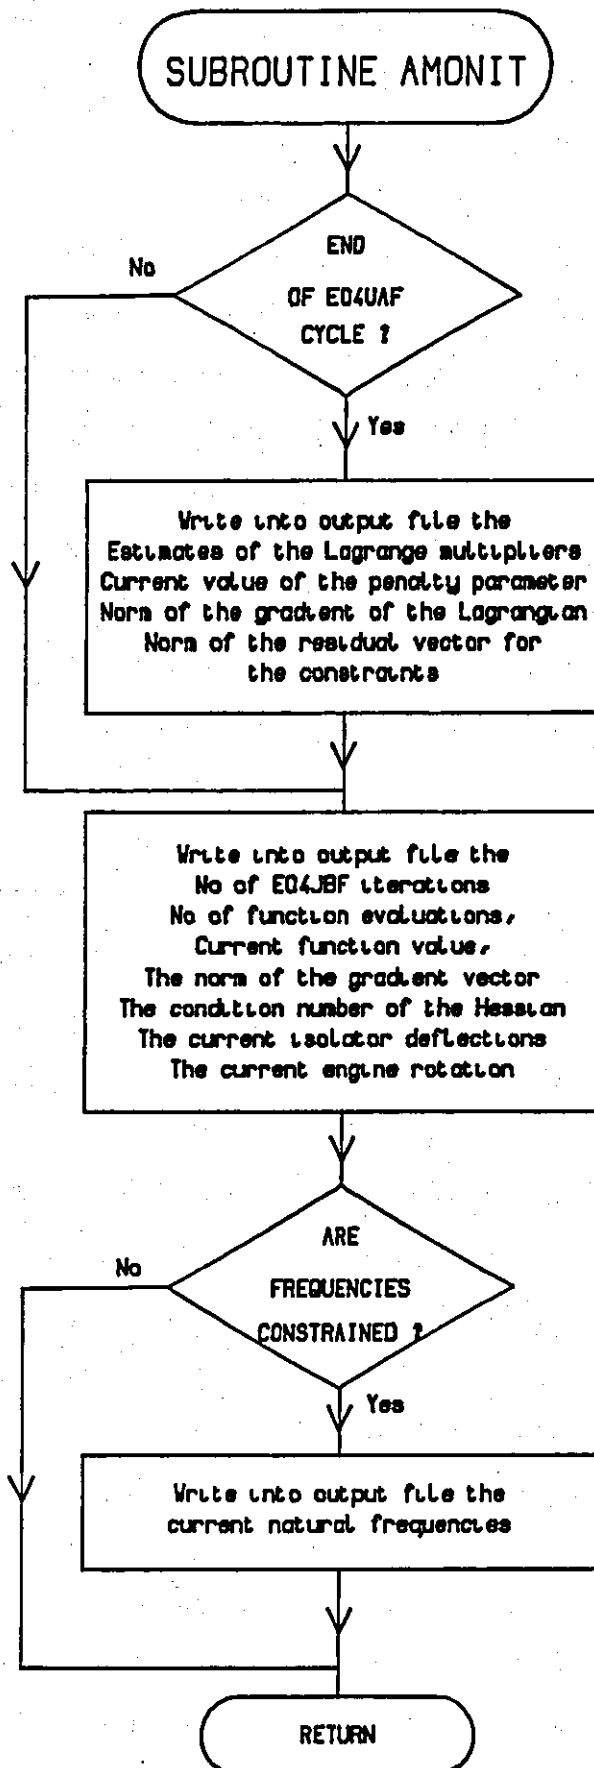 SUBROUTINE AMONIT
END
No
OF E04UAF
CYCLE ?
Yes
Write into output file the
Estimates of the Lagrange multipliers
Current value of the penalty parameter
Norm of the gradient of the Lagrangian
Norm of the residual vector for
the constraints
Write into output file the
No of E04JBF iterations
No of function evaluations,
Current function value,
The norm of the gradient vector
The condition number of the Hessian
The current isolator deflections
The current engine rotation
ARE
No
FREQUENCIES
CONSTRAINED ?
Yes
Write into output file the
current natural frequencies
RETURN